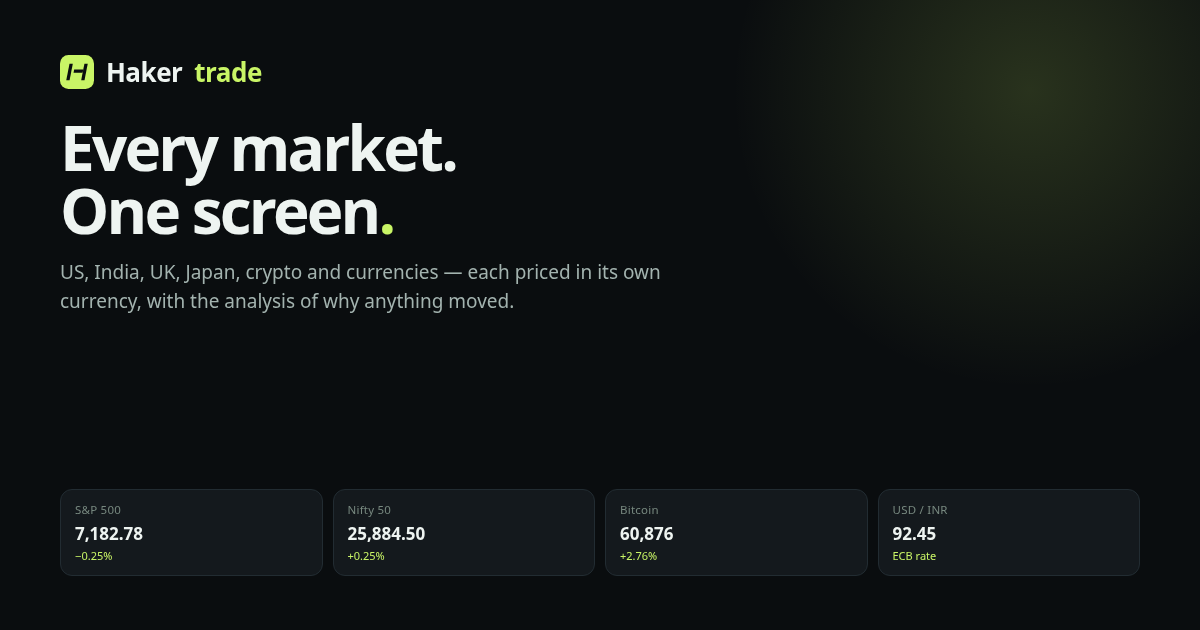 Haker trade
Every market.
One screen.
US, India, UK, Japan, crypto and currencies — each priced in its own
currency, with the analysis of why anything moved.
S&P 500
7,182.78
−0.25%
Nifty 50
25,884.50
+0.25%
Bitcoin
60,876
+2.76%
USD / INR
92.45
ECB rate